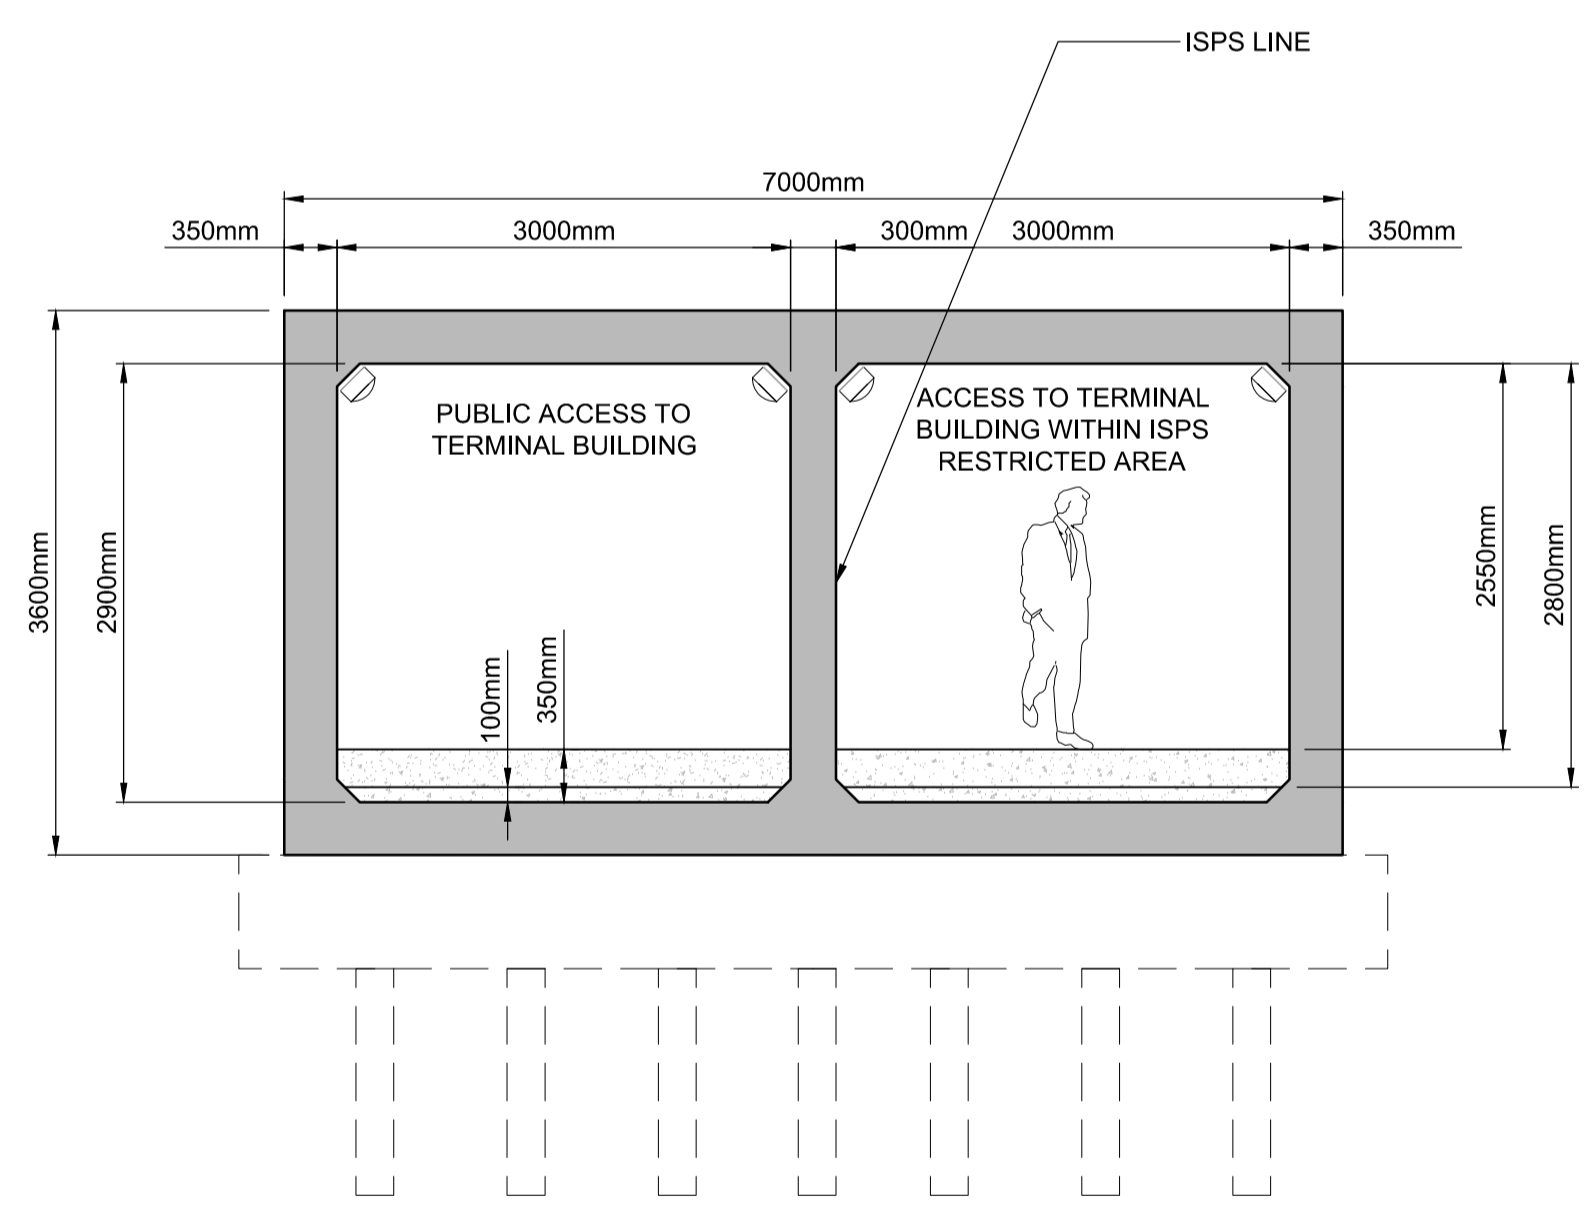 ISPS LINE
7000mm
350mm 3000mm 300mm 3000mm 350mm
PUBLIC ACCESS TO
TERMINAL BUILDING
ACCESS TO TERMINAL
BUILDING WITHIN ISPS
RESTRICTED AREA
3600mm
2900mm
100mm
350mm
2550mm
2800mm